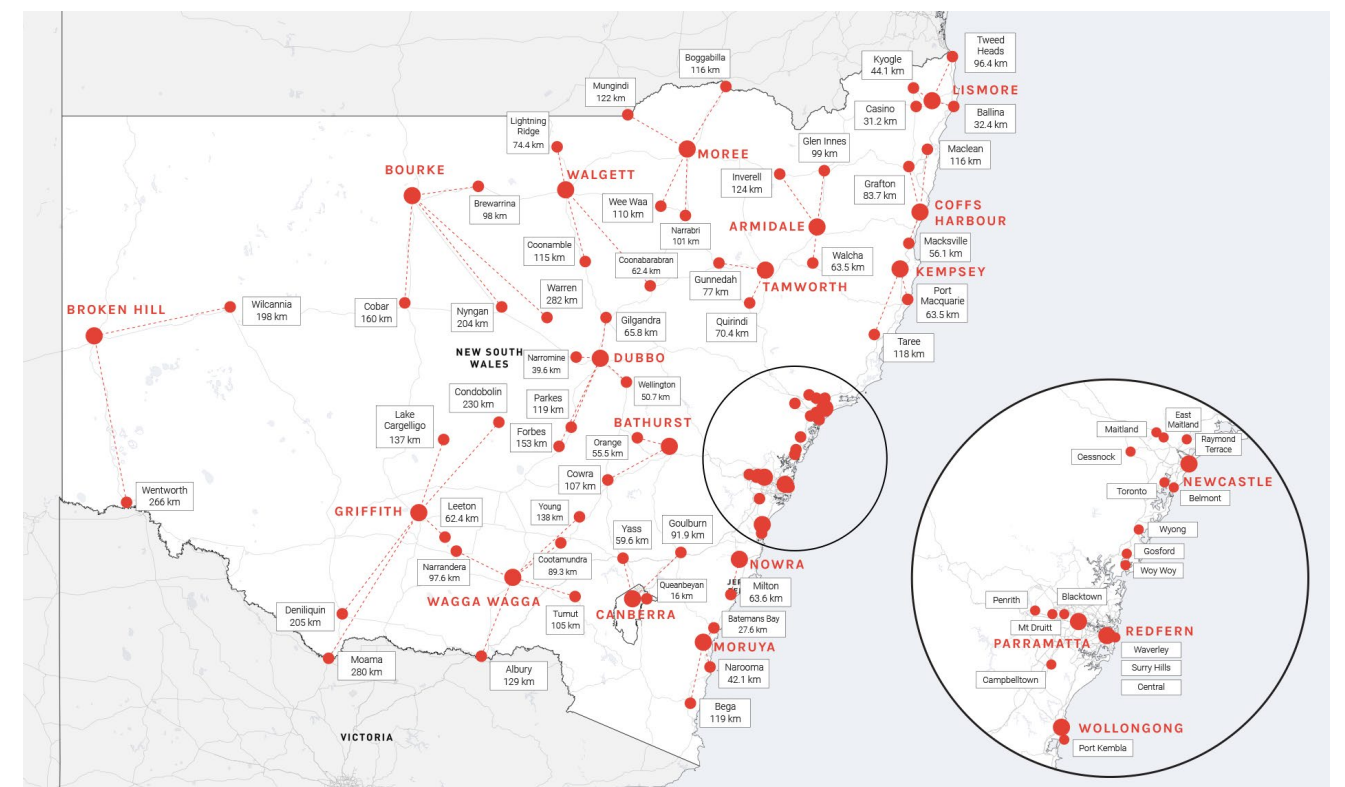 Tweed
Heads
96.4 km
Kyogle
44.1 km
Boggabilla
116 km
Mungindi
122 km
LISMORE
Casino
31.2 km
Ballina
32.4 km
Lightning
Ridge
74.4 km
Glen Innes
99 km
Maclean
116 km
MOREE
BOURKE
WALGETT
Inverell
124 km
Grafton
83.7 km
Brewarrina
98 km
Wee Waa
110 km
COFFS
HARBOUR
Narrabri
101 km
ARMIDALE
Coonamble
115 km
Macksville
56.1 km
Coonabarabran
62.4 km
Walcha
63.5 km
Gunnedah
77 km
KEMPSEY
TAMWORTH
Warren
282 km
Port
Macquarie
63.5 km
BROKEN HILL
Wilcannia
198 km
Cobar
160 km
Nyngan
204 km
Gilgandra
65.8 km
Quirindi
70.4 km
Taree
118 km
NEW SOUTH
WALES
Narromine
39.6 km
DUBBO
Wellington
50.7 km
Condobolin
230 km
Parkes
119 km
Lake
Cargelligo
137 km
BATHURST
Forbes
153 km
Orange
55.5 km
Cowra
107 km
Wentworth
266 km
GRIFFITH
Leeton
62.4 km
Young
138 km
Yass
59.6 km
Goulburn
91.9 km
Narrandera
97.6 km
Cootamundra
89.3 km
NOWRA
Queanbeyan
16 km
Milton
63.6 km
WAGGA WAGGA
Tumut
105 km
CANBERRA
Deniliquin
205 km
Batemans Bay
27.6 km
MORUYA
Moama
280 km
Albury
129 km
Narooma
42.1 km
Bega
119 km
VICTORIA
East
Maitland
Maitland
Raymond
Terrace
Cessnock
NEWCASTLE
Toronto
Belmont
Wyong
Gosford
Woy Woy
Penrith
Blacktown
Mt Druitt
REDFERN
PARRAMATTA
Waverley
Surry Hills
Central
Campbelltown
WOLLONGONG
Port Kembla